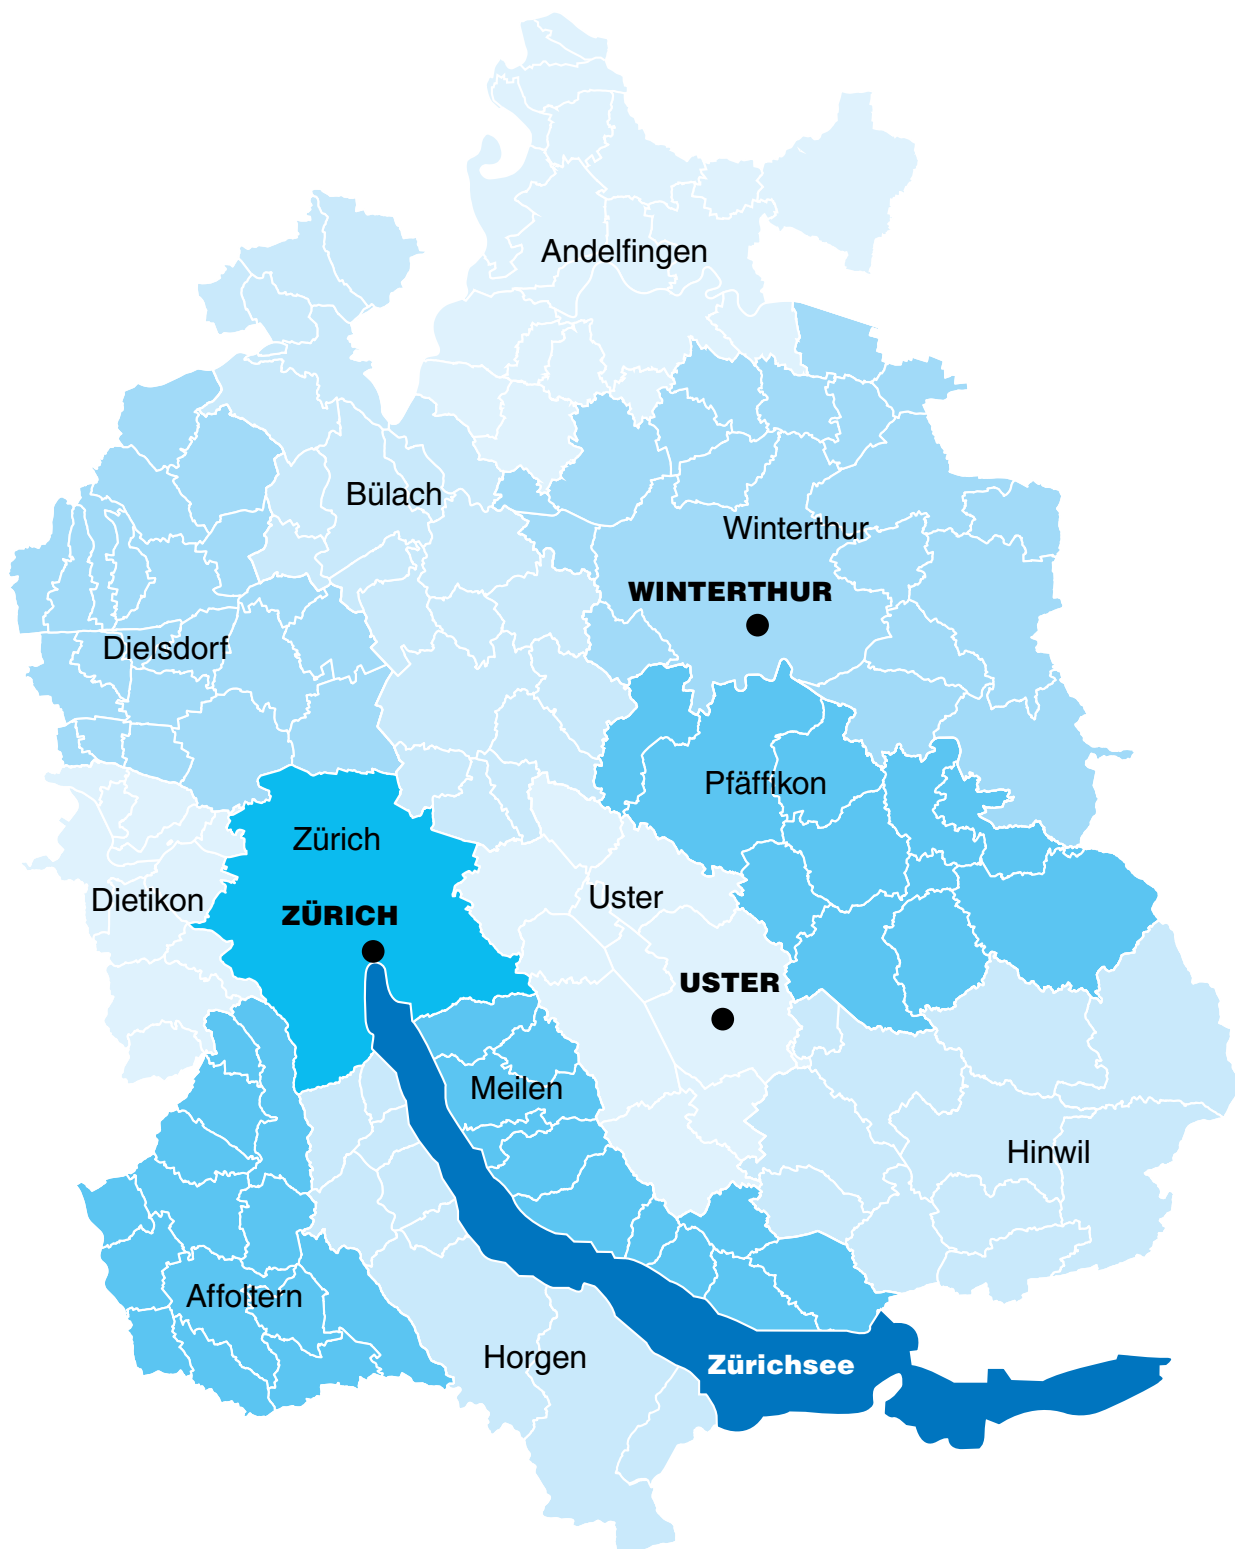 Andelfingen
Bülach
Winterthur
WINTERTHUR
Dielsdorf
Pfäffikon
Zürich
Dietikon
Uster
ZÜRICH
USTER
Meilen
Hinwil
Affoltern
Horgen
Zürichsee